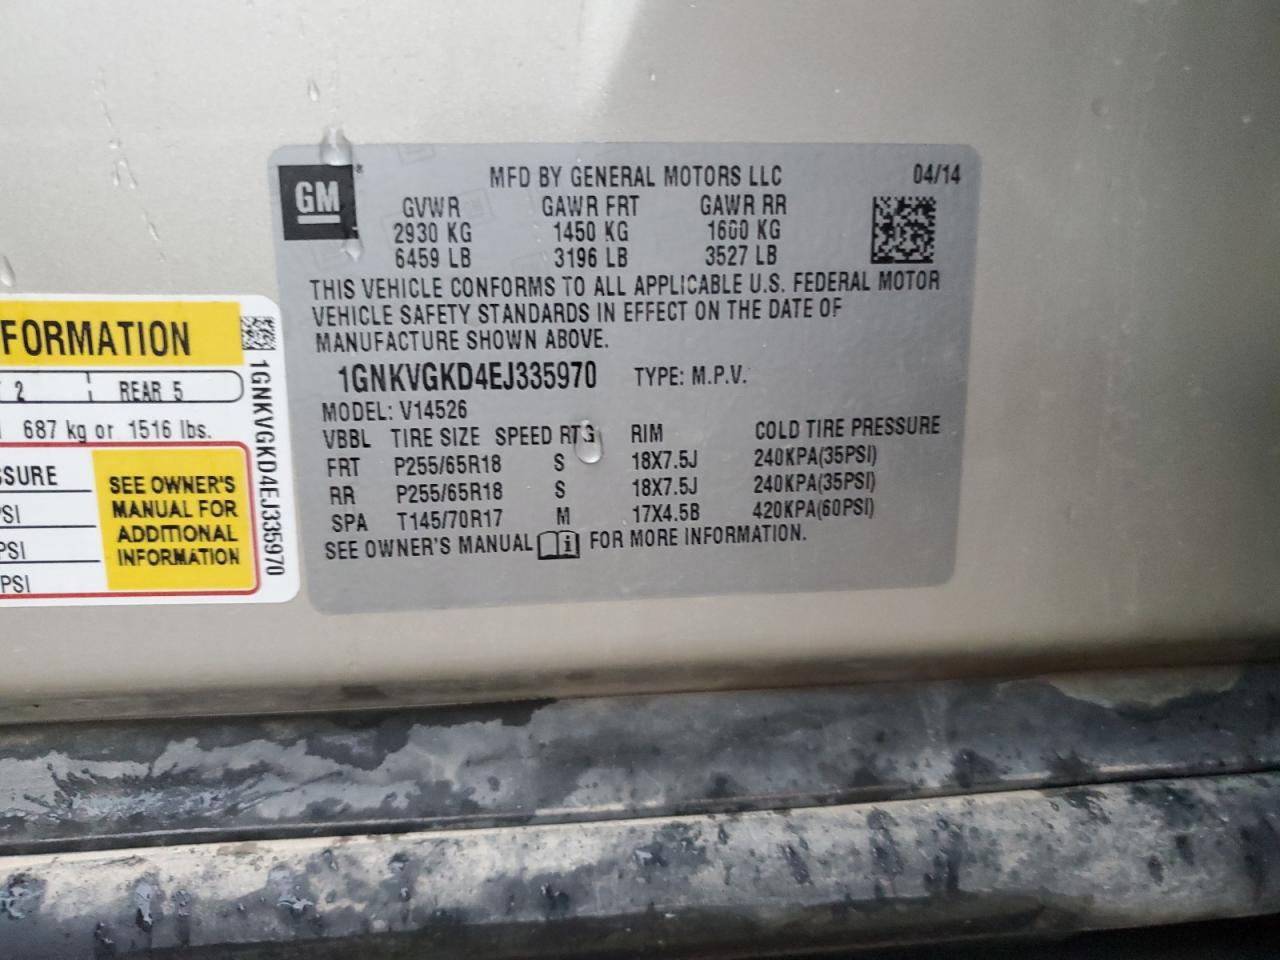 MFD BY GENERAL MOTORS LLC 04/14
GM
GVWR GAWR FRT GAWR RR
2930 KG 1450 KG 1600 KG
6459 LB 3196 LB 3527 LB
THIS VEHICLE CONFORMS TO ALL APPLICABLE U.S. FEDERAL MOTOR
VEHICLE SAFETY STANDARDS IN EFFECT ON THE DATE OF
MANUFACTURE SHOWN ABOVE.
1GNKVGKD4EJ335970 TYPE: M.P.V.
MODEL: V14526
VBBL TIRE SIZE SPEED RTG RIM COLD TIRE PRESSURE
FRT P255/65R18 S 18X7.5J 240KPA(35PSI)
RR P255/65R18 S 18X7.5J 240KPA(35PSI)
SPA T145/70R17 M 17X4.5B 420KPA(60PSI)
SEE OWNER'S MANUAL i FOR MORE INFORMATION.
FORMATION
2 REAR 5
687 kg or 1516 lbs.
SSURE
PSI
PSI
PSI
SEE OWNER'S
MANUAL FOR
ADDITIONAL
INFORMATION
1GNKVGKD4EJ335970